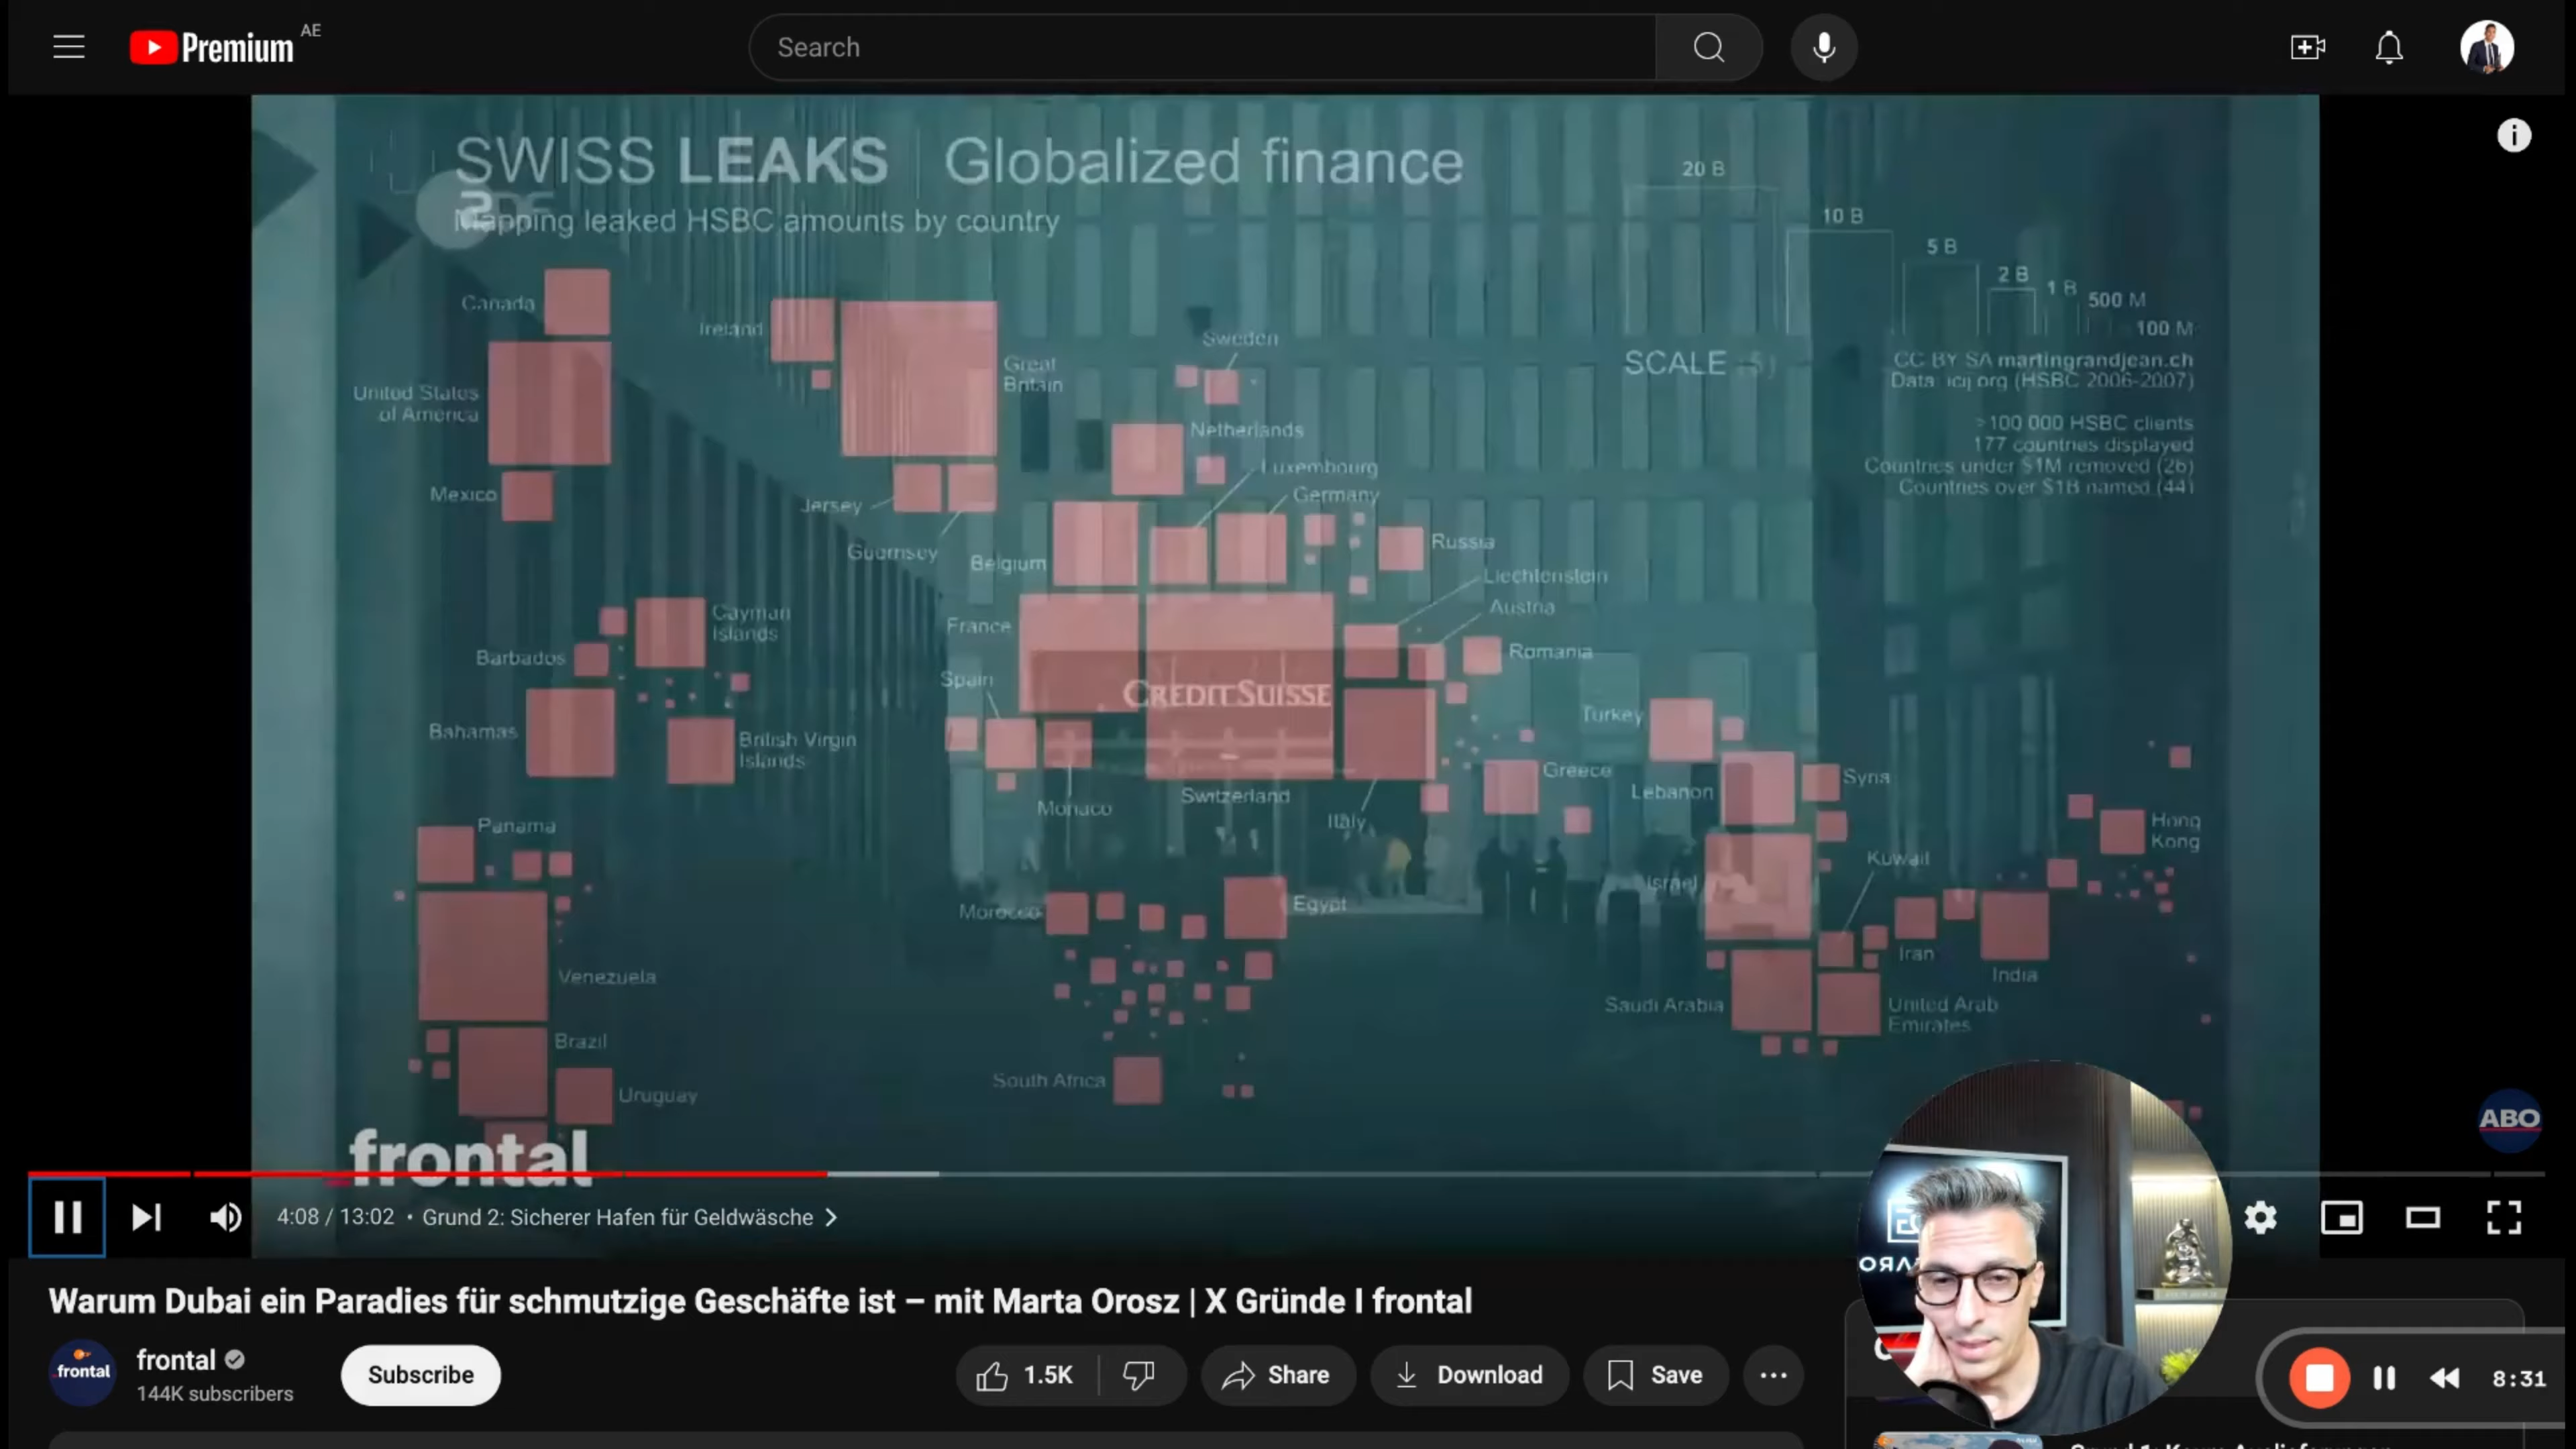 Premium AE
Search
SWISS LEAKS Globalized finance
2DF
Mapping leaked HSBC amounts by country
20 B
10 B
5 B
2 B
1 B
500 M
100 M
SCALE ($)
CC BY SA martingrandjean.ch
Data: icij.org (HSBC 2006-2007)
>100 000 HSBC clients
177 countries displayed
Countries under $1M removed (26)
Countries over $1B named (44)
Canada
Ireland
Great
Britain
Sweden
United States
of America
Netherlands
Luxembourg
Germany
Mexico
Jersey
Guernsey
Belgium
Russia
Liechtenstein
Austria
Cayman
Islands
France
Romania
Barbados
Spain
CREDIT SUISSE
Bahamas
British Virgin
Islands
Turkey
Greece
Lebanon
Syria
Monaco
Switzerland
Italy
Panama
Hong
Kong
Kuwait
Israel
Morocco
Egypt
Iran
India
Venezuela
Saudi Arabia
United Arab
Emirates
Brazil
Uruguay
South Africa
frontal
ABO
4:08 / 13:02 • Grund 2: Sicherer Hafen für Geldwäsche
Warum Dubai ein Paradies für schmutzige Geschäfte ist – mit Marta Orosz | X Gründe I frontal
frontal
frontal
144K subscribers
Subscribe
1.5K
Share
Download
Save
8:31